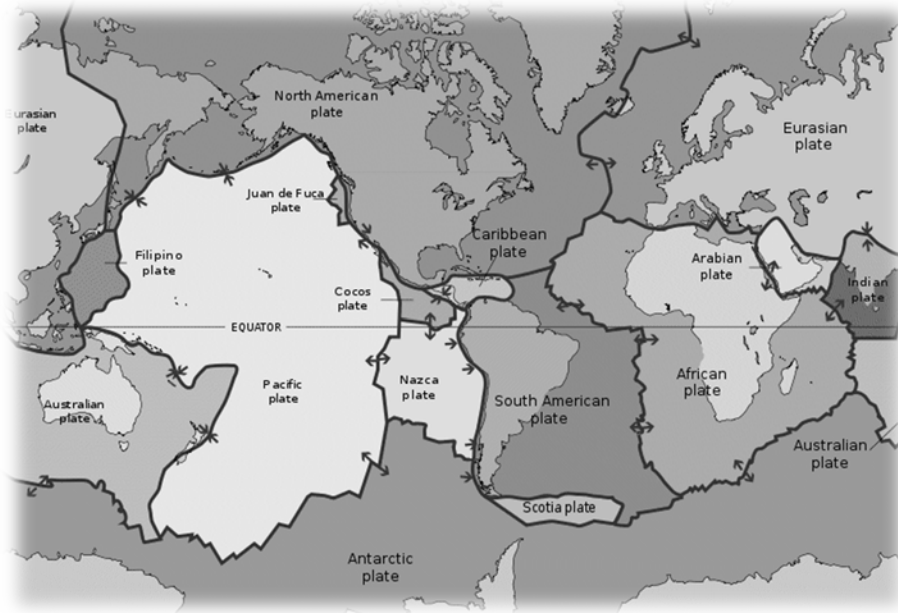 North American
plate
Eurasian
plate
Eurasian
plate
Juan de Fuca
plate
Caribbean
plate
Filipino
plate
Arabian
plate
Cocos
plate
Indian
plate
EQUATOR
Pacific
plate
Nazca
plate
African
plate
Australian
plate
South American
plate
Australian
plate
Scotia plate
Antarctic
plate